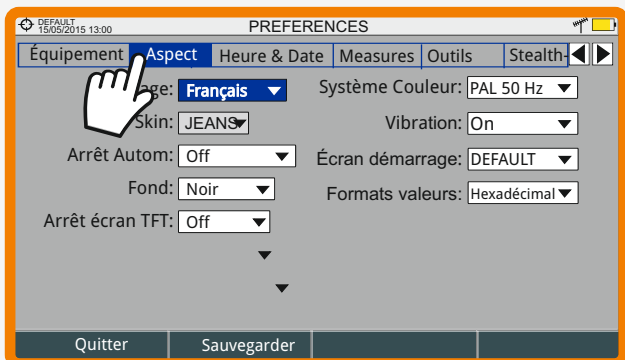 DEFAULT
15/05/2015 13:00
PREFERENCES
Équipement Aspect Heure & Date Measures Outils Stealth-
age: Français
Système Couleur: PAL 50 Hz
Skin: JEANS
Vibration: On
Arrêt Autom: Off
Écran démarrage: DEFAULT
Fond: Noir
Formats valeurs: Hexadécimal
Arrêt écran TFT: Off
Quitter Sauvegarder